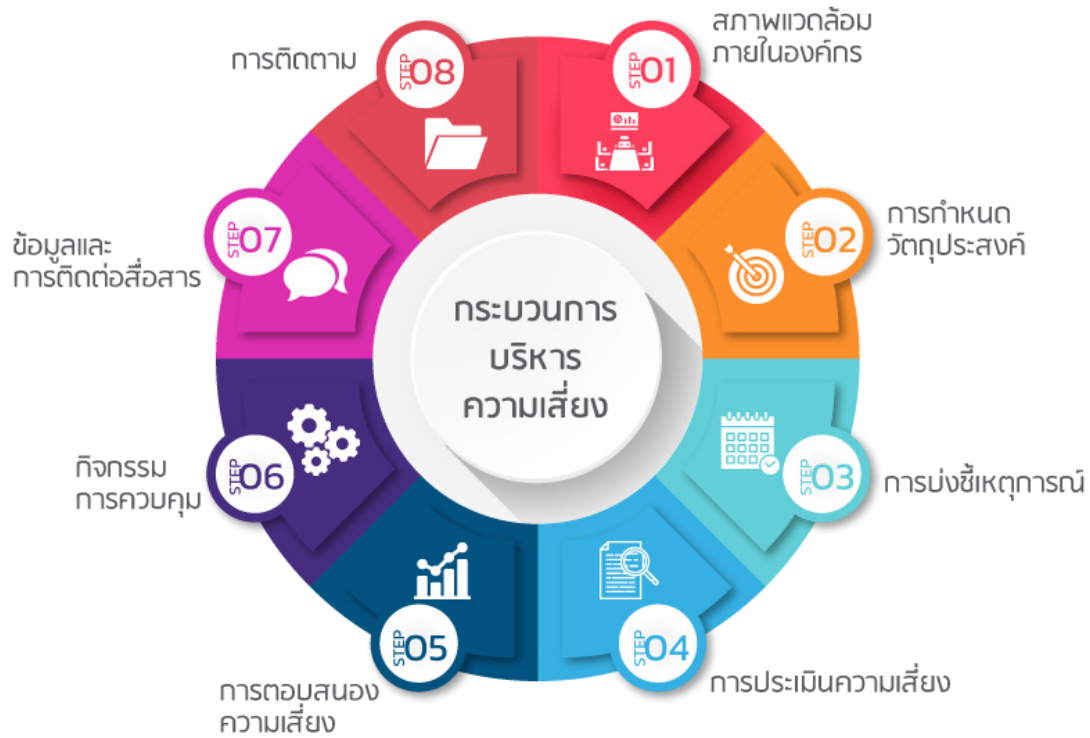 กระบวนการ
บริหาร
ความเสี่ยง
STEP 01
สภาพแวดล้อม
ภายในองค์กร
STEP 02
การกำหนด
วัตถุประสงค์
STEP 03
การบ่งชี้เหตุการณ์
STEP 04
การประเมินความเสี่ยง
STEP 05
การตอบสนอง
ความเสี่ยง
STEP 06
กิจกรรม
การควบคุม
STEP 07
ข้อมูลและ
การติดต่อสื่อสาร
STEP 08
การติดตาม